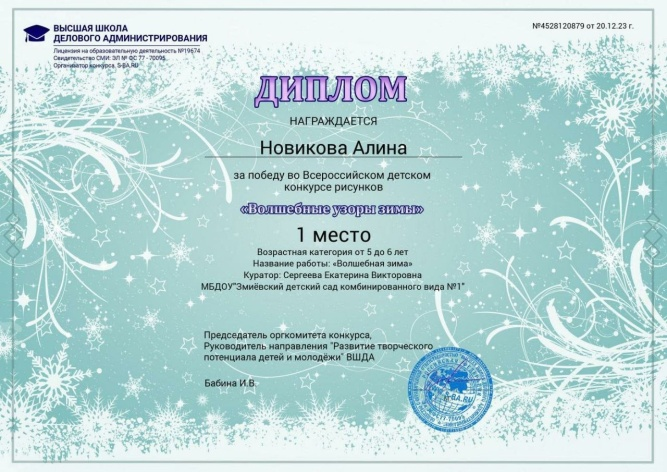 ВЫСШАЯ ШКОЛА
ДЕЛОВОГО АДМИНИСТРИРОВАНИЯ
Лицензия на образовательную деятельность №19674
Свидетельство СМИ: ЭЛ № ФС 77 - 70095
Организатор конкурса: S-BA.RU
№4528120879 от 20.12.23 г.
ДИПЛОМ
НАГРАЖДАЕТСЯ
Новикова Алина
за победу во Всероссийском детском
конкурсе рисунков
«Волшебные узоры зимы»
1 место
Возрастная категория от 5 до 6 лет
Название работы: «Волшебная зима»
Куратор: Сергеева Екатерина Викторовна
МБДОУ"Змиёвский детский сад комбинированного вида №1"
Председатель оргкомитета конкурса,
Руководитель направления "Развитие творческого
потенциала детей и молодёжи" ВШДА
Бабина И.В.
S-BA.RU